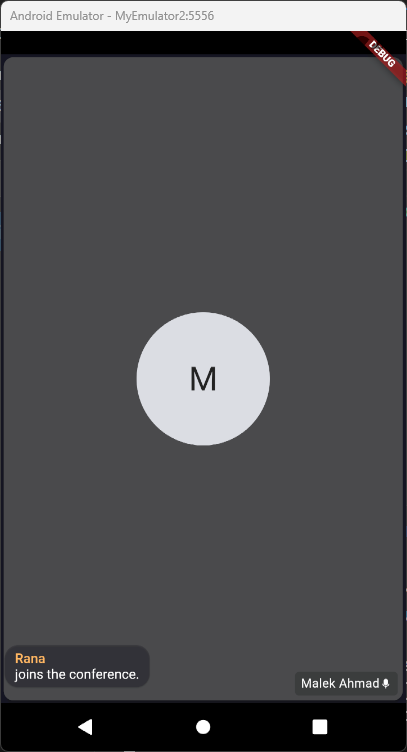 Android Emulator - MyEmulator2:5556
DEBUG
M
Rana
joins the conference.
Malek Ahmad